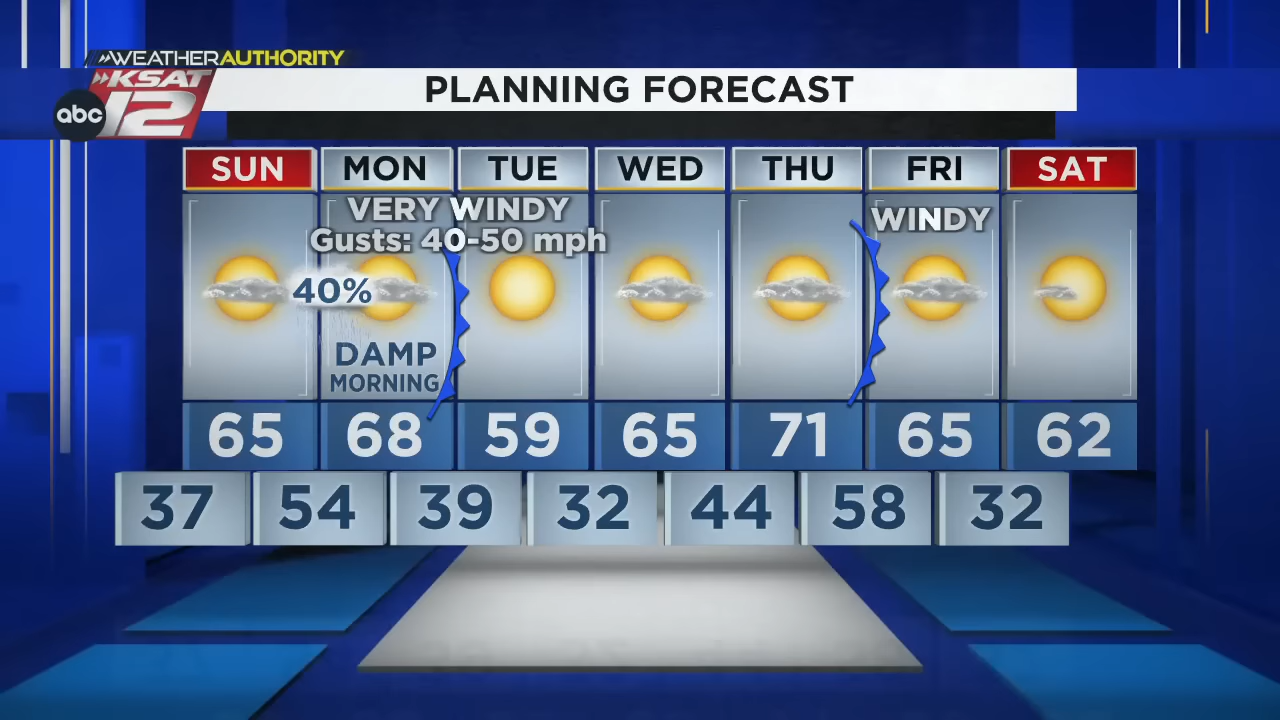 WEATHERAUTHORITY
KSAT
abc 12
PLANNING FORECAST
SUN MON TUE WED THU FRI SAT
VERY WINDY
Gusts: 40-50 mph
WINDY
40%
DAMP
MORNING
65 68 59 65 71 65 62
37 54 39 32 44 58 32